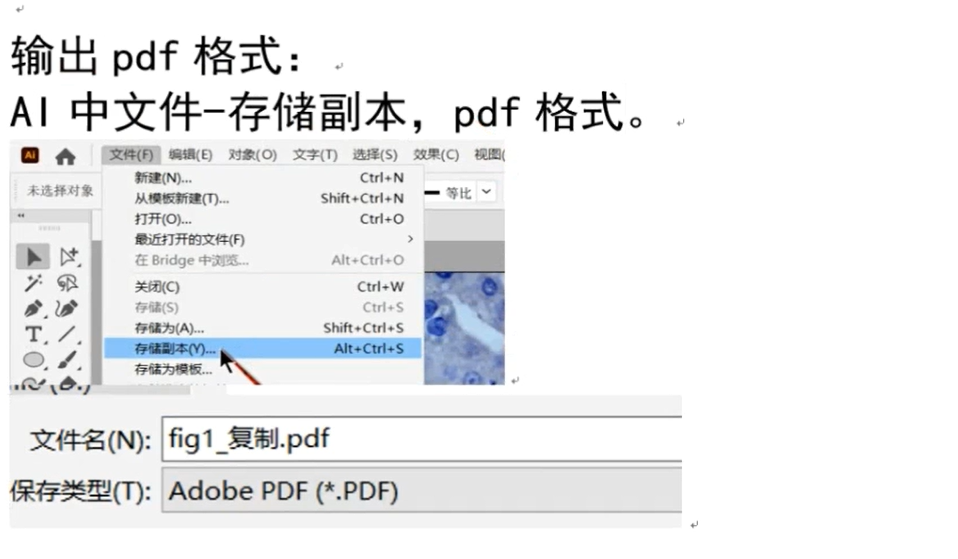 输出 pdf 格式：
AI 中文件-存储副本，pdf 格式。
Ai 文件(F) 编辑(E) 对象(O) 文字(T) 选择(S) 效果(C) 视图(
未选择对象
等比
新建(N)... Ctrl+N
从模板新建(T)... Shift+Ctrl+N
打开(O)... Ctrl+O
最近打开的文件(F)
在 Bridge 中浏览... Alt+Ctrl+O
关闭(C) Ctrl+W
存储(S) Ctrl+S
存储为(A)... Shift+Ctrl+S
存储副本(Y)... Alt+Ctrl+S
存储为模板...
文件名(N): fig1_复制.pdf
保存类型(T): Adobe PDF (*.PDF)